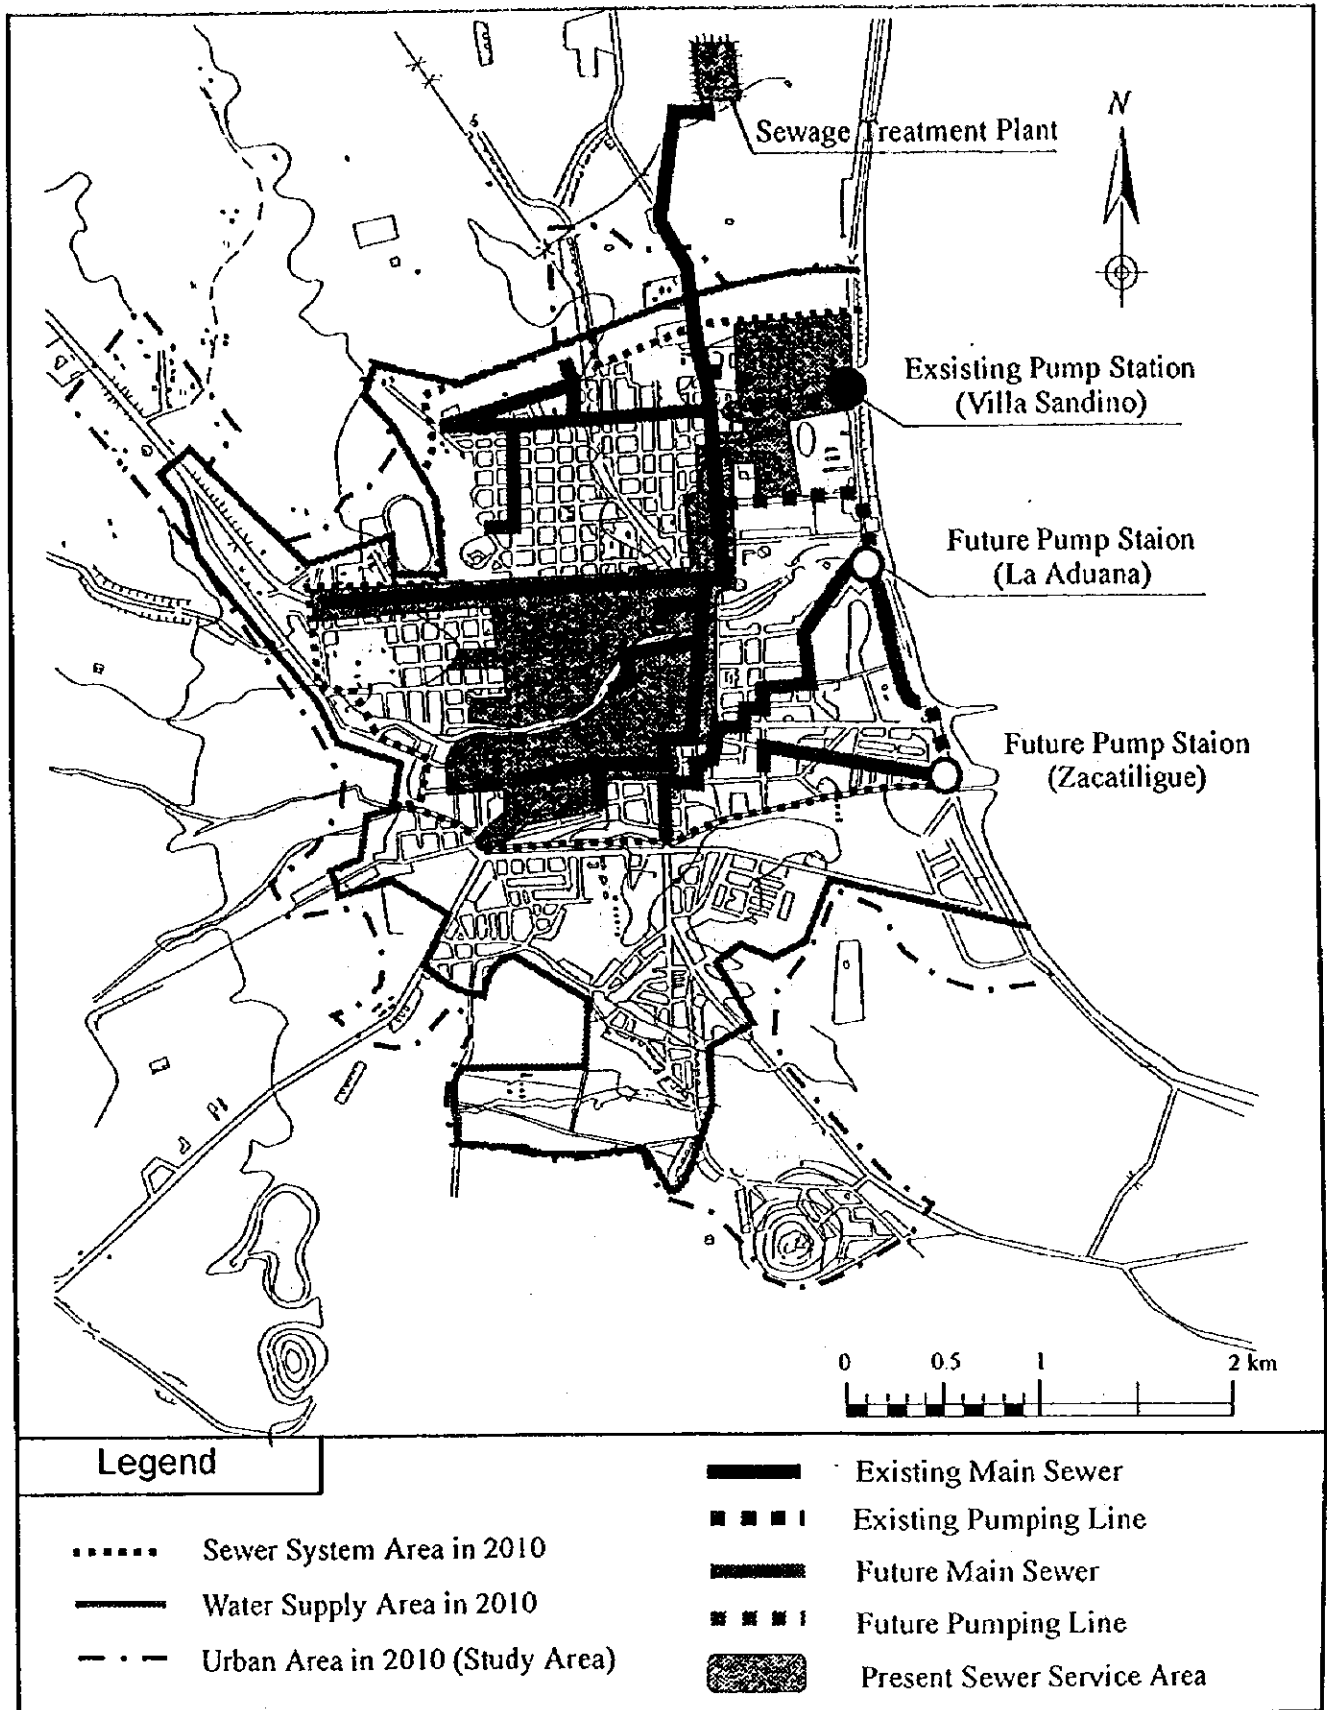 N
Sewage Treatment Plant
Exsisting Pump Station
(Villa Sandino)
Future Pump Staion
(La Aduana)
Future Pump Staion
(Zacatiligue)
0 0.5 1 2 km
Legend
Sewer System Area in 2010
Water Supply Area in 2010
Urban Area in 2010 (Study Area)
Existing Main Sewer
Existing Pumping Line
Future Main Sewer
Future Pumping Line
Present Sewer Service Area